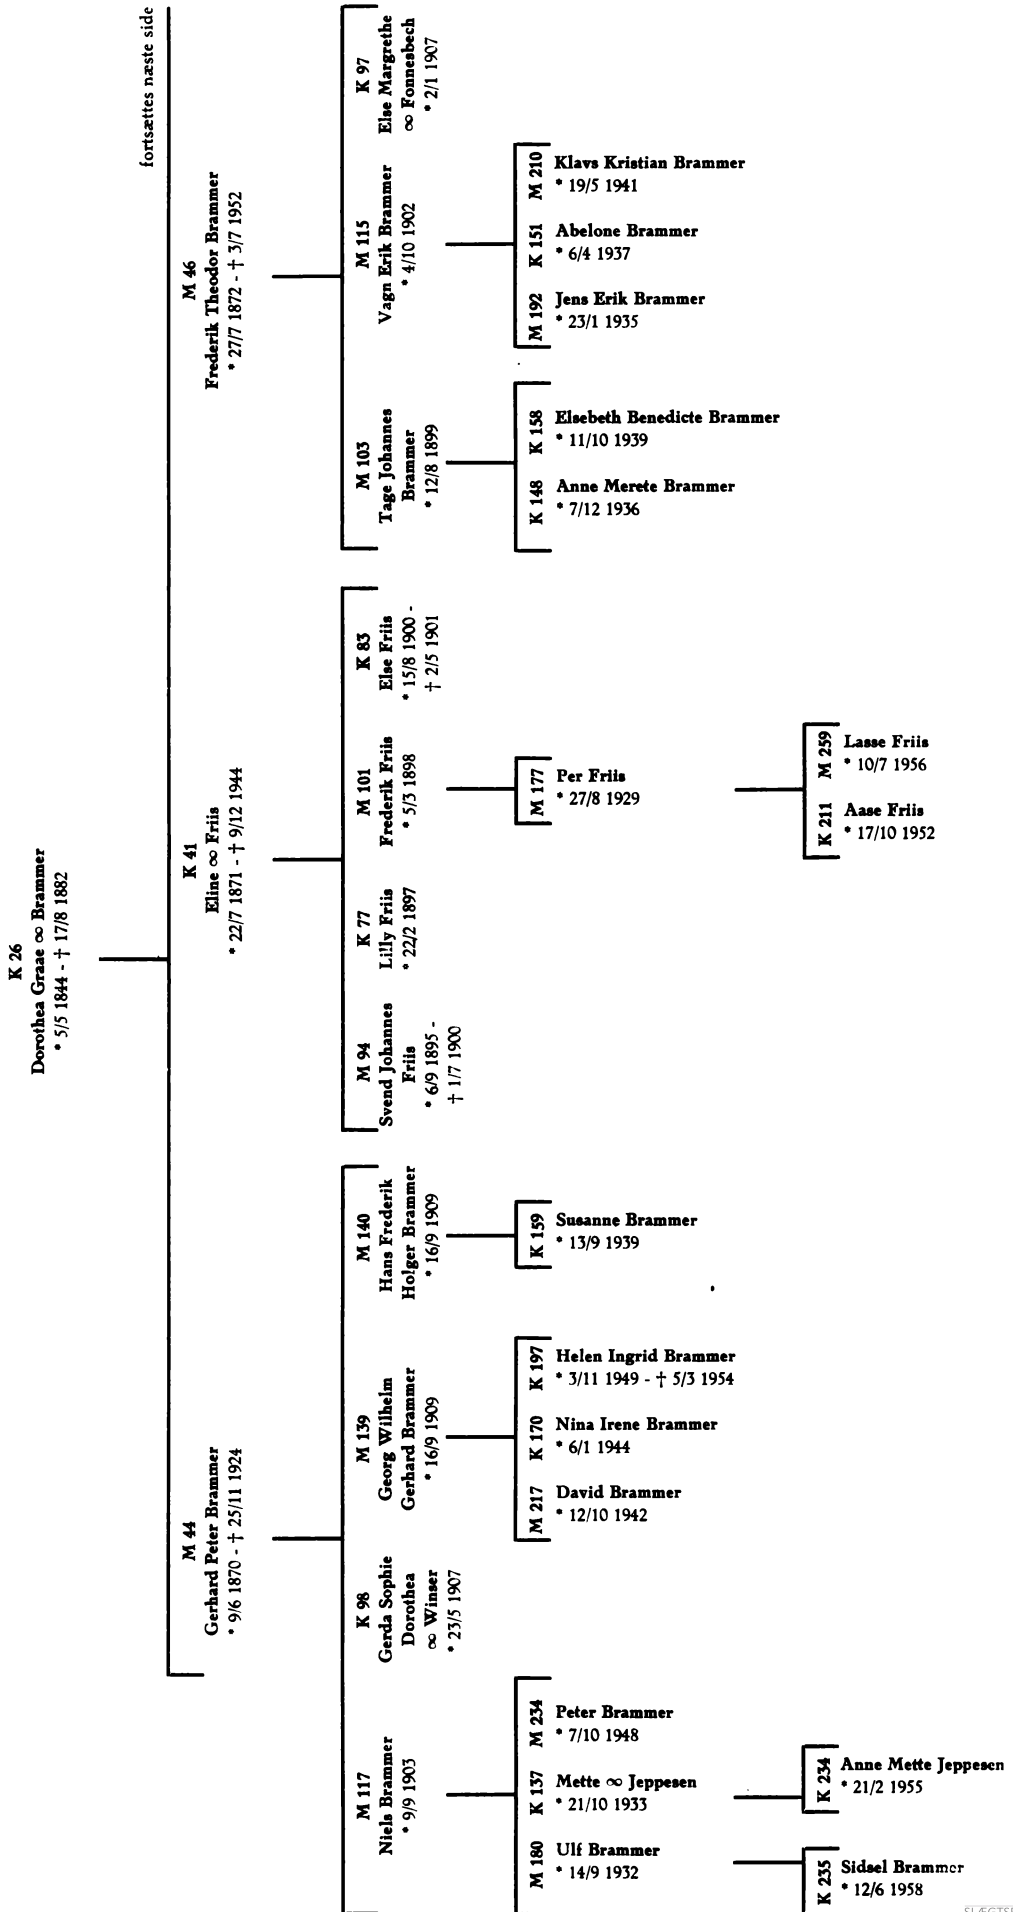 K 26
Dorothea Graae ∞ Brammer
* 5/5 1844 - † 17/8 1882
fortsættes næste side
M 44
Gerhard Peter Brammer
* 9/6 1870 - † 25/11 1924
K 41
Eline ∞ Friis
* 22/7 1871 - † 9/12 1944
M 46
Frederik Theodor Brammer
* 27/7 1872 - † 3/7 1952
M 117
Niels Brammer
* 9/9 1903
K 98
Gerda Sophie
Dorothea
∞ Winser
* 23/5 1907
M 139
Georg Wilhelm
Gerhard Brammer
* 16/9 1909
M 140
Hans Frederik
Holger Brammer
* 16/9 1909
M 94
Svend Johannes
Friis
* 6/9 1895 -
† 1/7 1900
K 77
Lilly Friis
* 22/2 1897
M 101
Frederik Friis
* 5/3 1898
K 83
Else Friis
* 15/8 1900 -
† 2/5 1901
M 103
Tage Johannes
Brammer
* 12/8 1899
M 115
Vagn Erik Brammer
* 4/10 1902
K 97
Else Margrethe
∞ Fonnesbech
* 2/1 1907
M 210
Klavs Kristian Brammer
* 19/5 1941
K 151
Abelone Brammer
* 6/4 1937
M 192
Jens Erik Brammer
* 23/1 1935
K 158
Elsebeth Benedicte Brammer
* 11/10 1939
K 148
Anne Merete Brammer
* 7/12 1936
M 177
Per Friis
* 27/8 1929
M 259
Lasse Friis
* 10/7 1956
K 211
Aase Friis
* 17/10 1952
K 159
Susanne Brammer
* 13/9 1939
K 197
Helen Ingrid Brammer
* 3/11 1949 - † 5/3 1954
K 170
Nina Irene Brammer
* 6/1 1944
M 217
David Brammer
* 12/10 1942
M 234
Peter Brammer
* 7/10 1948
K 137
Mette ∞ Jeppesen
* 21/10 1933
M 180
Ulf Brammer
* 14/9 1932
K 234
Anne Mette Jeppesen
* 21/2 1955
K 235
Sidsel Brammer
* 12/6 1958